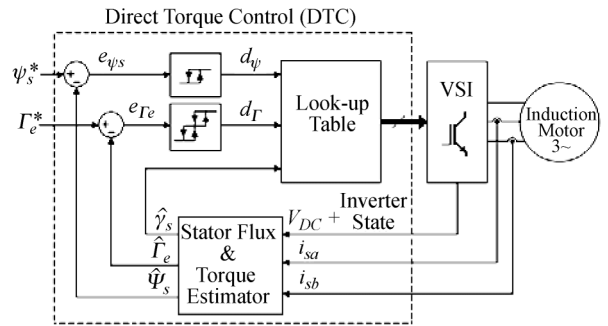 Direct Torque Control (DTC)
ψs*
eψs
dψ
Γe*
eΓe
dΓ
Look-up
Table
VSI
Induction
Motor
3~
γ̂s
Γ̂e
Ψ̂s
Stator Flux
&
Torque
Estimator
VDC + Inverter
State
isa
isb